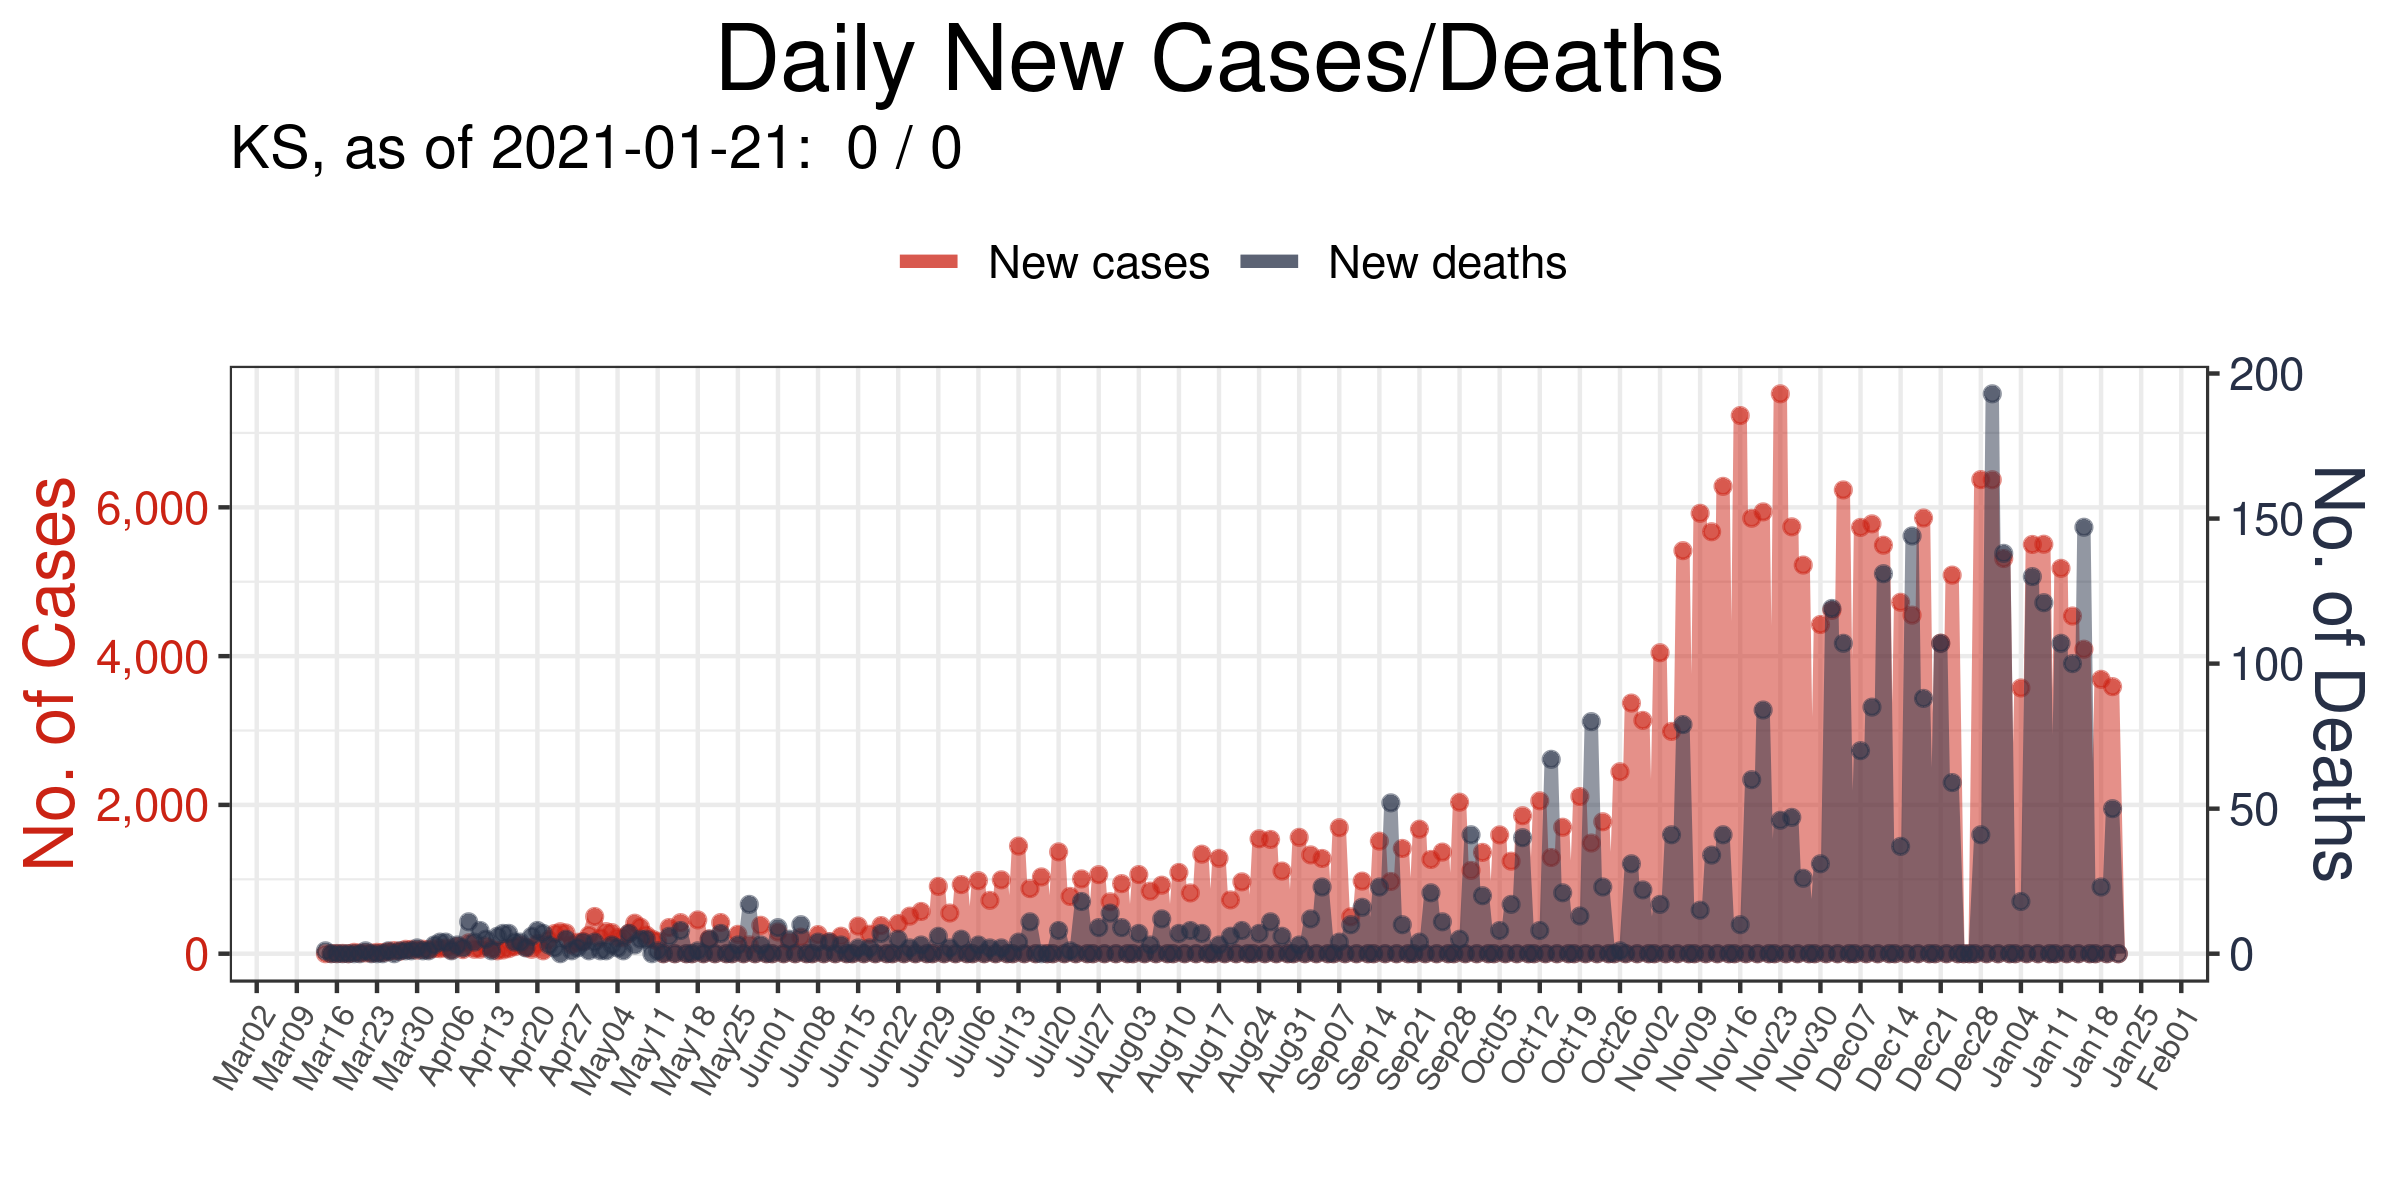 Daily New Cases/Deaths
KS, as of 2021-01-21:  0 / 0
New cases New deaths
No. of Cases
6,000
4,000
2,000
0
200
150
100
50
0
No. of Deaths
Mar02 Mar09 Mar16 Mar23 Mar30 Apr06 Apr13 Apr20 Apr27 May04 May11 May18 May25 Jun01 Jun08 Jun15 Jun22 Jun29 Jul06 Jul13 Jul20 Jul27 Aug03 Aug10 Aug17 Aug24 Aug31 Sep07 Sep14 Sep21 Sep28 Oct05 Oct12 Oct19 Oct26 Nov02 Nov09 Nov16 Nov23 Nov30 Dec07 Dec14 Dec21 Dec28 Jan04 Jan11 Jan18 Jan25 Feb01